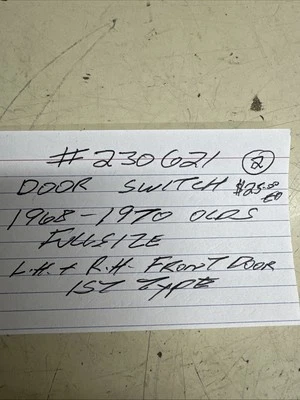 #230621 2
DOOR SWITCH $25.00 EA
1968-1970 OLDS
FULLSIZE
L.H. + R.H. FRONT DOOR
1ST TYPE